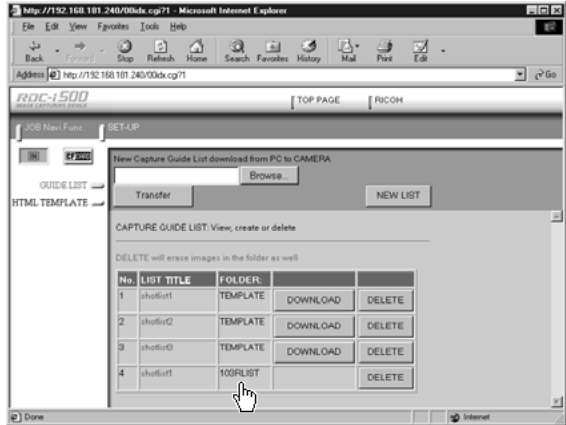 http://192.168.181.240/00idx.cgi?1 - Microsoft Internet Explorer
File Edit View Favorites Tools Help
Back Forward Stop Refresh Home Search Favorites History Mail Print Edit
Address http://192.168.181.240/00idx.cgi?1 Go
RDC-i500
IMAGE CAPTURING DEVICE
TOP PAGE RICOH
JOB Navi.Func. SET-UP
IN
New Capture Guide List download from PC to CAMERA
Browse...
GUIDE LIST
Transfer NEW LIST
HTML TEMPLATE
CAPTURE GUIDE LIST: View, create or delete
DELETE will erase images in the folder as well
No. LIST TITLE FOLDER:
1 shotlist1 TEMPLATE DOWNLOAD DELETE
2 shotlist2 TEMPLATE DOWNLOAD DELETE
3 shotlist3 TEMPLATE DOWNLOAD DELETE
4 shotlist1 103RLIST DELETE
Done Internet